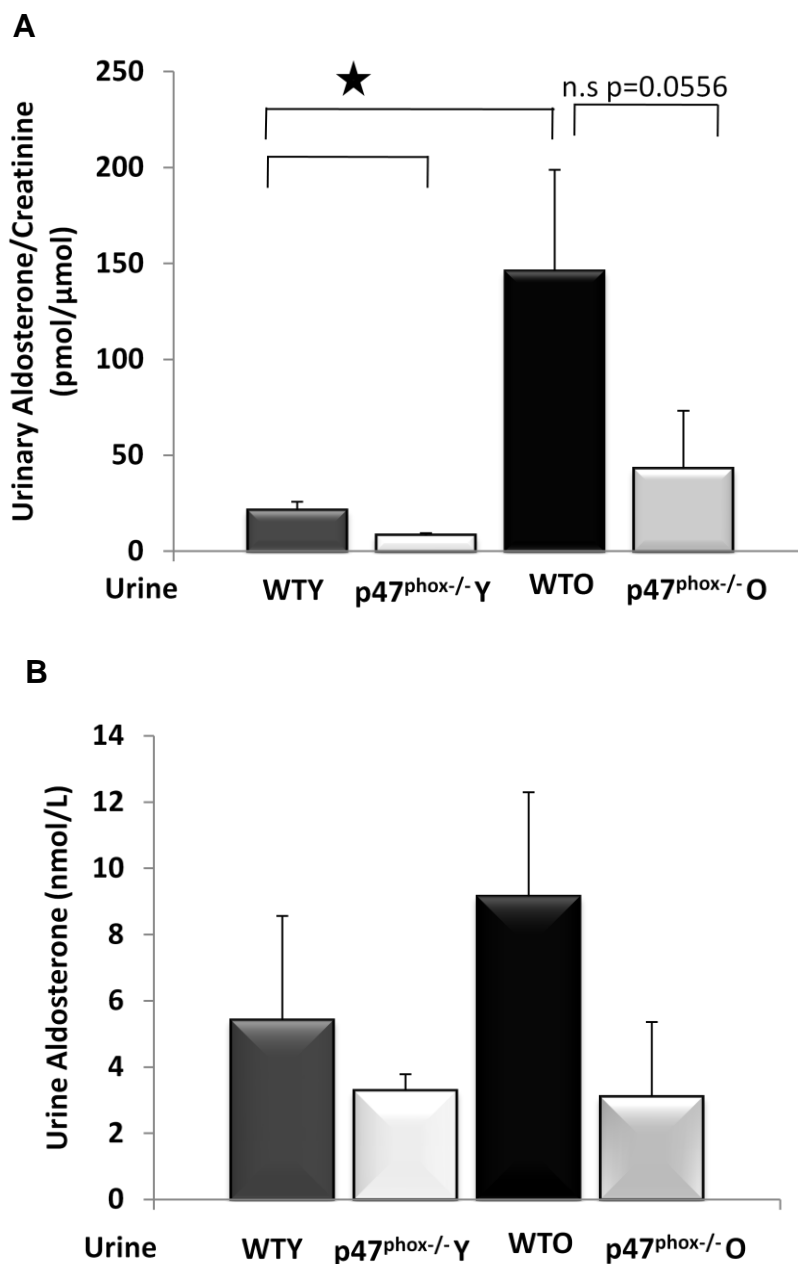 A
★
n.s p=0.0556
Urinary Aldosterone/Creatinine
(pmol/μmol)
250
200
150
100
50
0
Urine WTY p47phox-/- Y WTO p47phox-/- O
B
Urine Aldosterone (nmol/L)
14
12
10
8
6
4
2
0
Urine WTY p47phox-/- Y WTO p47phox-/- O